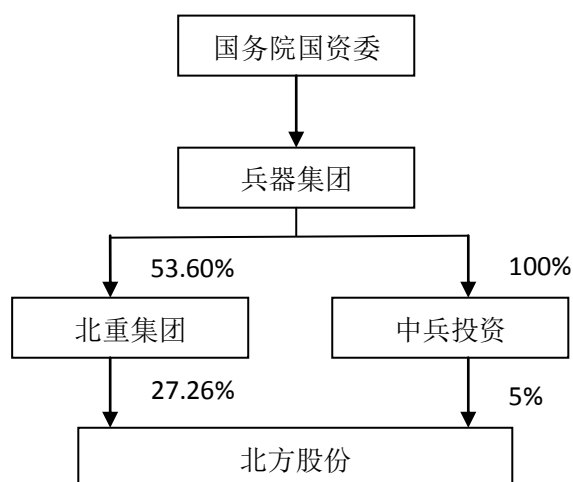 国务院国资委
兵器集团
53.60%
100%
北重集团
中兵投资
27.26%
5%
北方股份